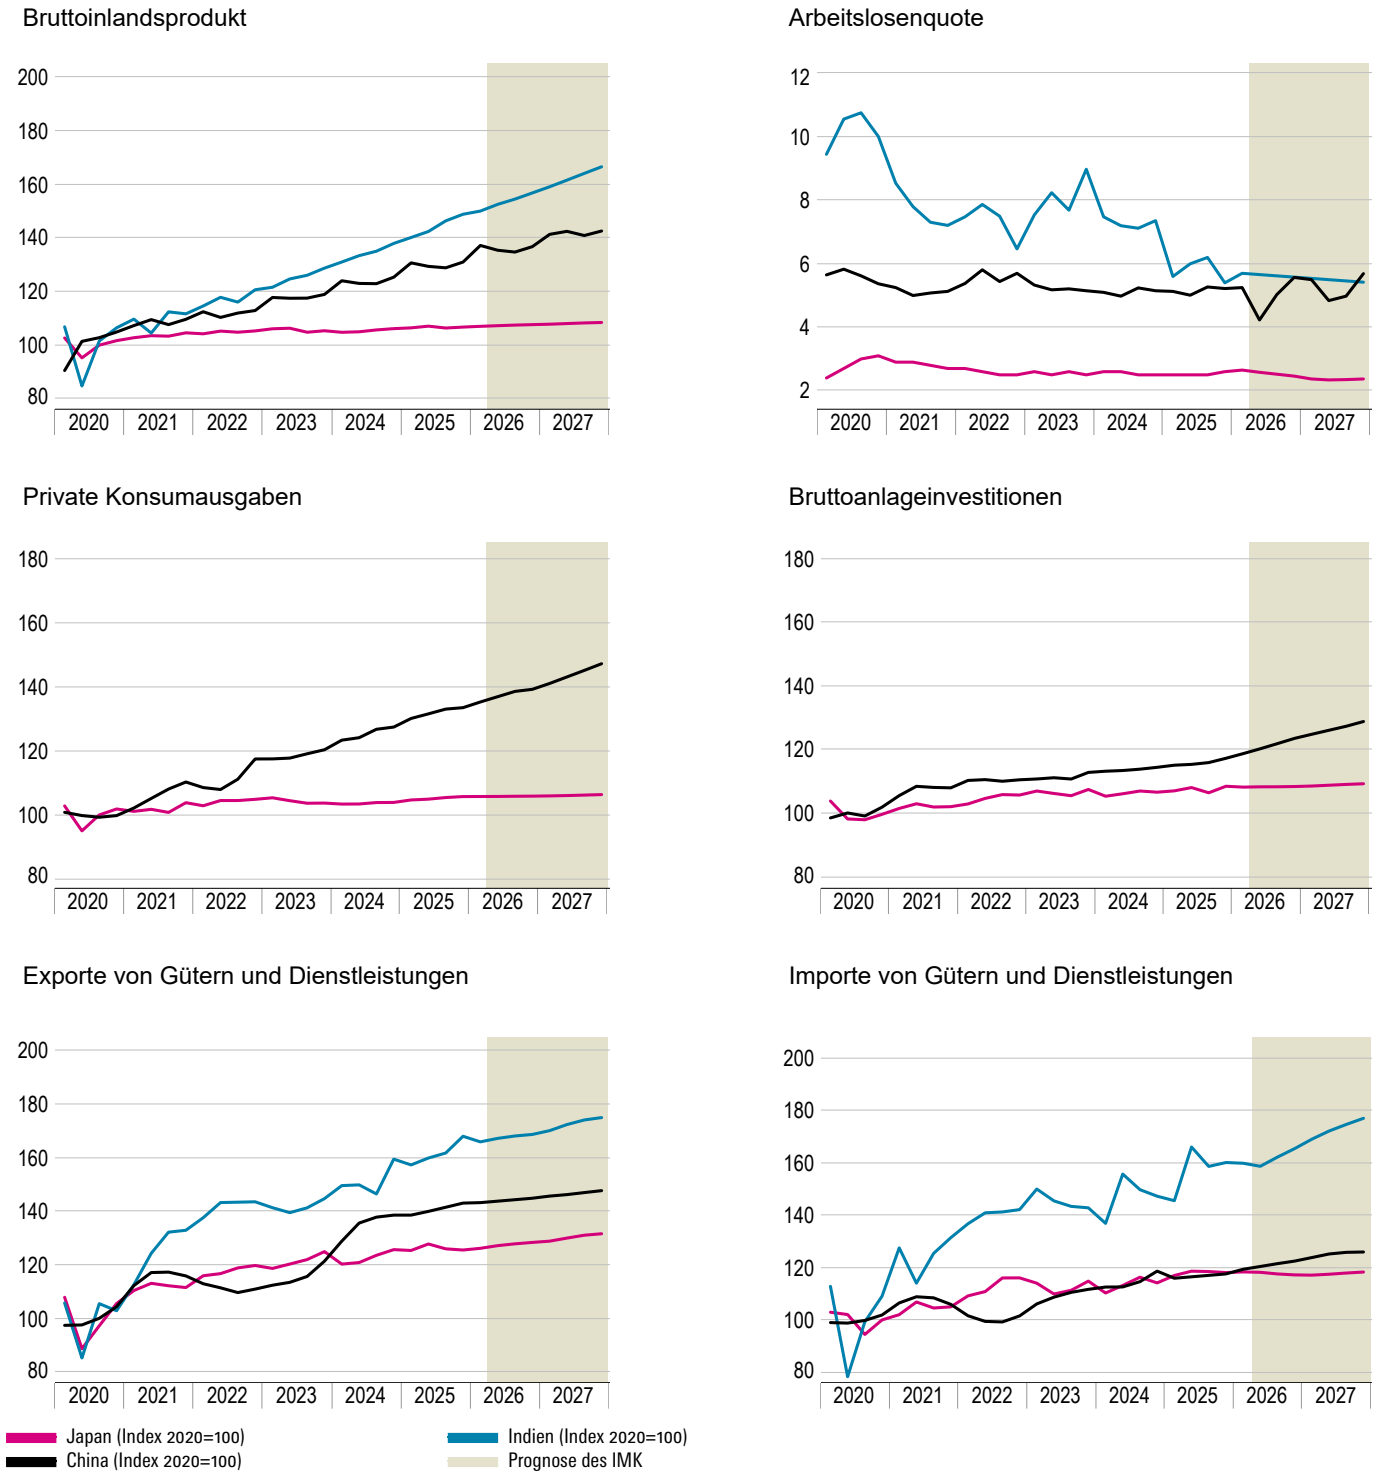 Bruttoinlandsprodukt
200
180
160
140
120
100
80
2020 2021 2022 2023 2024 2025 2026 2027
Arbeitslosenquote
12
10
8
6
4
2
2020 2021 2022 2023 2024 2025 2026 2027
Private Konsumausgaben
180
160
140
120
100
80
2020 2021 2022 2023 2024 2025 2026 2027
Bruttoanlageinvestitionen
180
160
140
120
100
80
2020 2021 2022 2023 2024 2025 2026 2027
Exporte von Gütern und Dienstleistungen
200
180
160
140
120
100
80
2020 2021 2022 2023 2024 2025 2026 2027
Importe von Gütern und Dienstleistungen
200
180
160
140
120
100
80
2020 2021 2022 2023 2024 2025 2026 2027
Japan (Index 2020=100)
Indien (Index 2020=100)
China (Index 2020=100)
Prognose des IMK